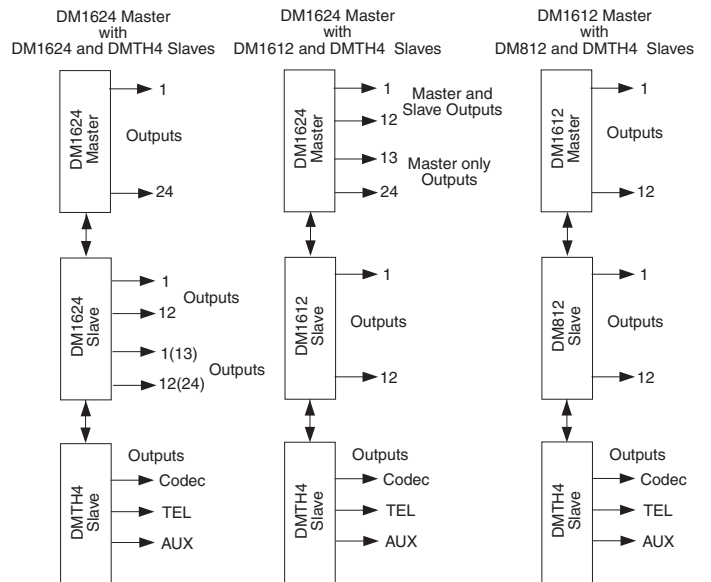 DM1624 Master
with
DM1624 and DMTH4 Slaves
DM1624
Master
1
Outputs
24
DM1624
Slave
1
Outputs
12
1(13)
Outputs
12(24)
DMTH4
Slave
Outputs
Codec
TEL
AUX
DM1624 Master
with
DM1612 and DMTH4  Slaves
DM1624
Master
1
Master and
Slave Outputs
12
13
Master only
Outputs
24
DM1612
Slave
1
Outputs
12
DMTH4
Slave
Outputs
Codec
TEL
AUX
DM1612 Master
with
DM812 and DMTH4  Slaves
DM1612
Master
1
Outputs
12
DM812
Slave
1
Outputs
12
DMTH4
Slave
Outputs
Codec
TEL
AUX